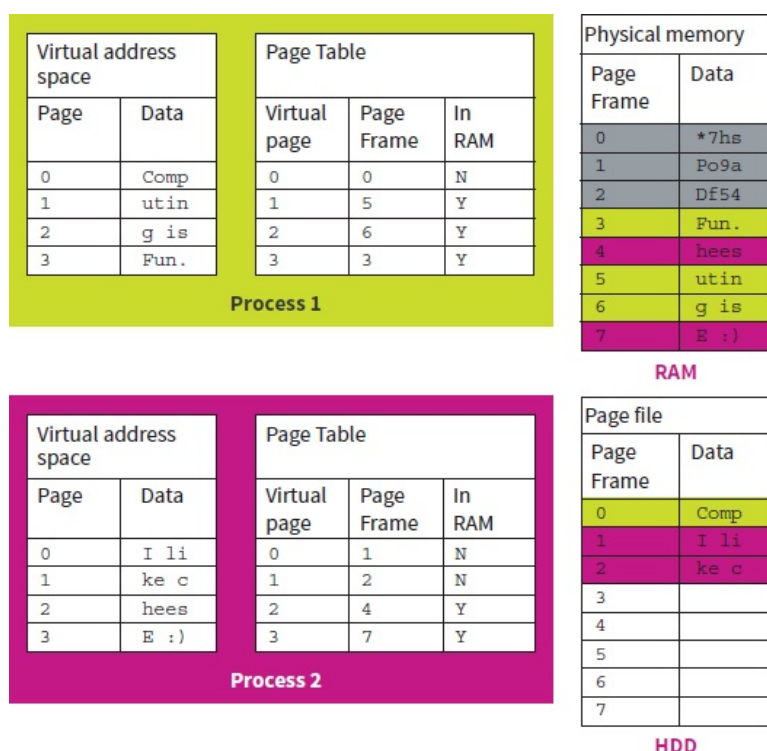 Virtual address space
Page Data
0 Comp
1 utin
2 g is
3 Fun.
Page Table
Virtual page Page Frame In RAM
0 0 N
1 5 Y
2 6 Y
3 3 Y
Process 1
Physical memory
Page Frame Data
0 *7hs
1 Po9a
2 Df54
3 Fun.
4 hees
5 utin
6 g is
7 E :)
RAM
Virtual address space
Page Data
0 I li
1 ke c
2 hees
3 E :)
Page Table
Virtual page Page Frame In RAM
0 1 N
1 2 N
2 4 Y
3 7 Y
Process 2
Page file
Page Frame Data
0 Comp
1 I li
2 ke c
3
4
5
6
7
HDD